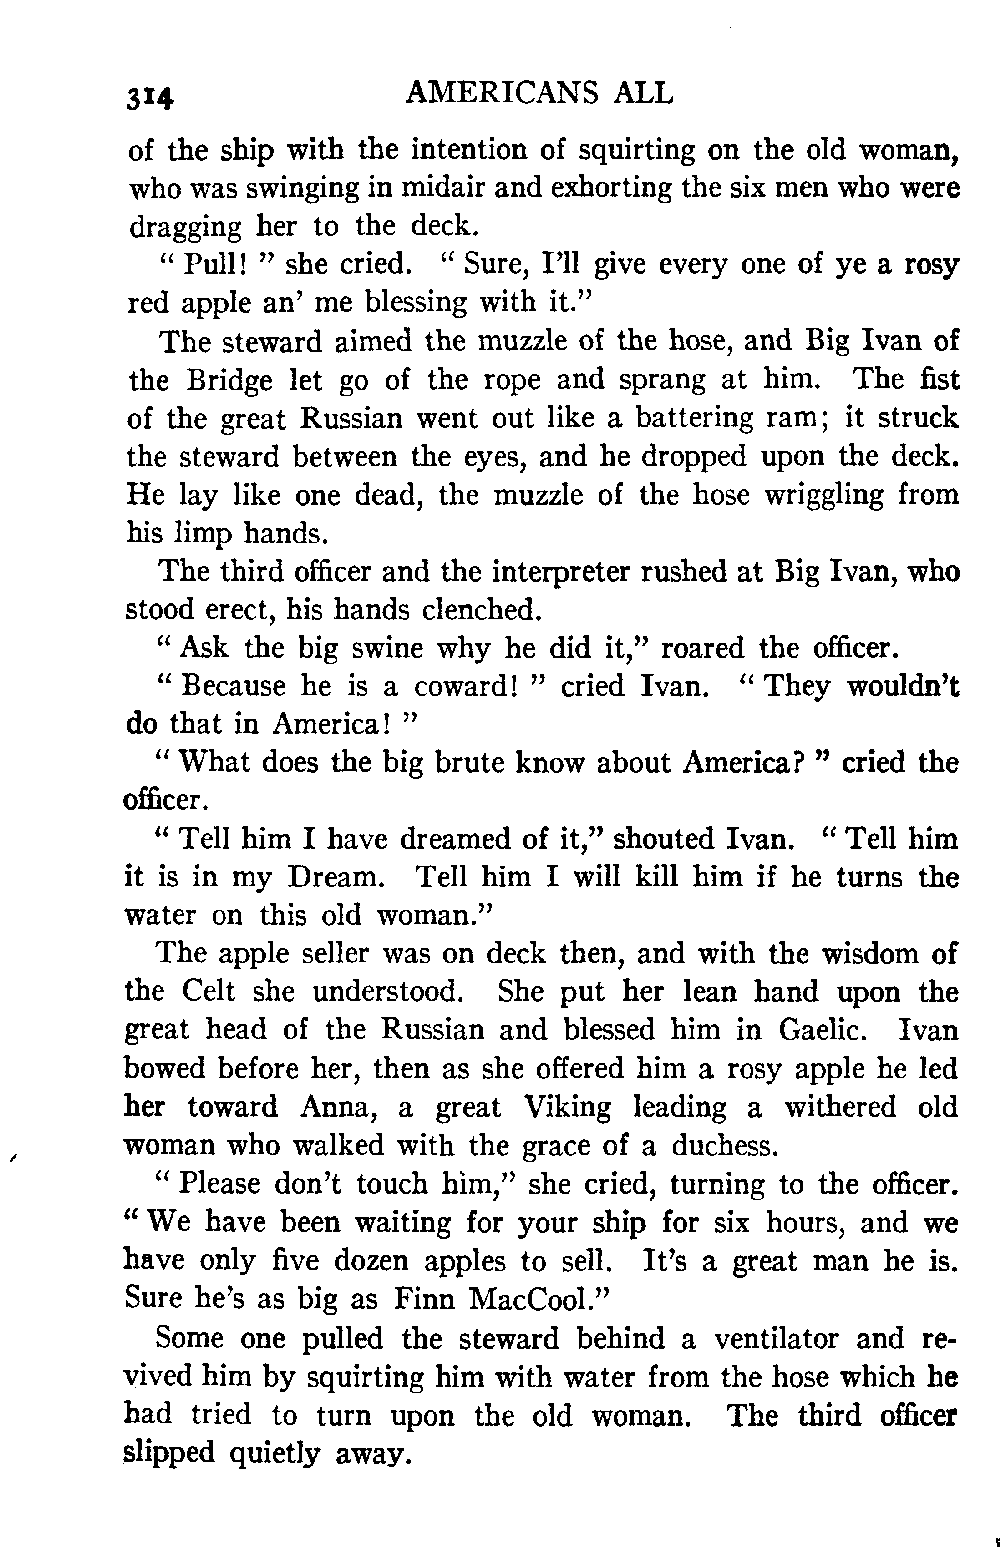 314 AMERICANS ALL
of the ship with the intention of squirting on the old woman,
who was swinging in midair and exhorting the six men who were
dragging her to the deck.
" Pull! " she cried. " Sure, I'll give every one of ye a rosy
red apple an' me blessing with it."
The steward aimed the muzzle of the hose, and Big Ivan of
the Bridge let go of the rope and sprang at him. The fist
of the great Russian went out like a battering ram; it struck
the steward between the eyes, and he dropped upon the deck.
He lay like one dead, the muzzle of the hose wriggling from
his limp hands.
The third officer and the interpreter rushed at Big Ivan, who
stood erect, his hands clenched.
" Ask the big swine why he did it," roared the officer.
" Because he is a coward! " cried Ivan. " They wouldn't
do that in America! "
" What does the big brute know about America? " cried the
officer.
" Tell him I have dreamed of it," shouted Ivan. " Tell him
it is in my Dream. Tell him I will kill him if he turns the
water on this old woman."
The apple seller was on deck then, and with the wisdom of
the Celt she understood. She put her lean hand upon the
great head of the Russian and blessed him in Gaelic. Ivan
bowed before her, then as she offered him a rosy apple he led
her toward Anna, a great Viking leading a withered old
woman who walked with the grace of a duchess.
" Please don't touch him," she cried, turning to the officer.
" We have been waiting for your ship for six hours, and we
have only five dozen apples to sell. It's a great man he is.
Sure he's as big as Finn MacCool."
Some one pulled the steward behind a ventilator and re-
vived him by squirting him with water from the hose which he
had tried to turn upon the old woman. The third officer
slipped quietly away.